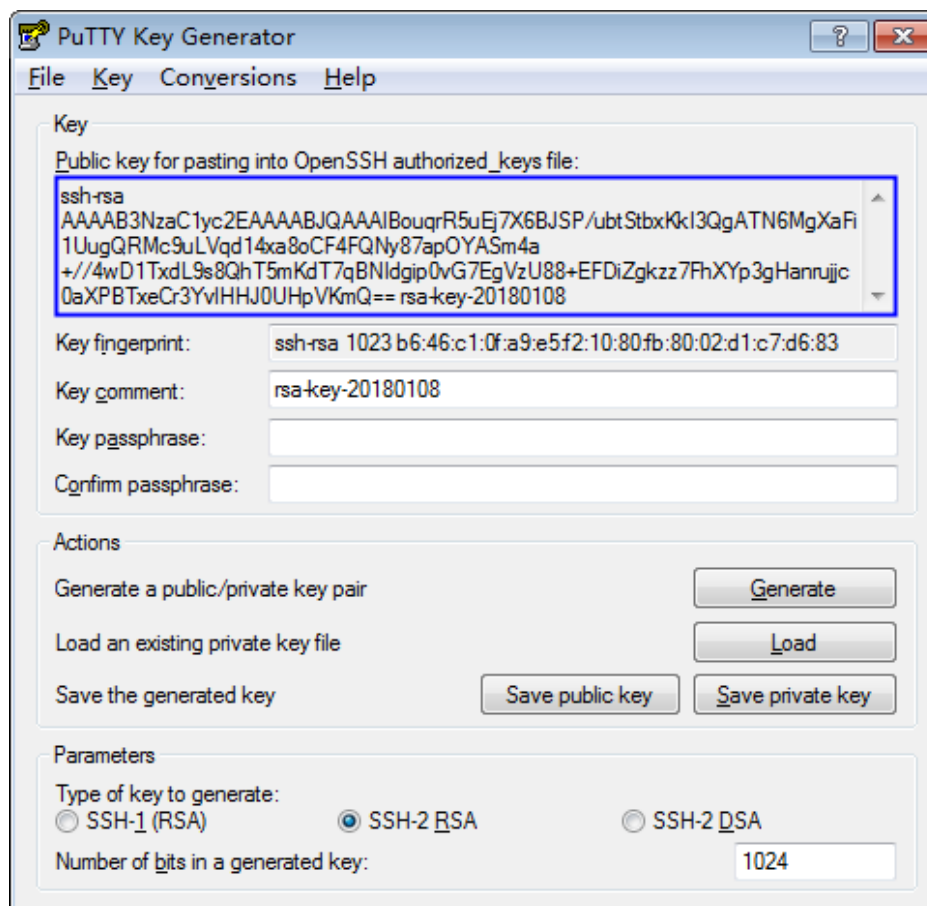 PuTTY Key Generator
File Key Conversions Help
Key
Public key for pasting into OpenSSH authorized_keys file:
ssh-rsa
AAAAB3NzaC1yc2EAAAABJQAAAIBouqrR5uEj7X6BJSP/ubtStbxKkI3QgATN6MgXaFi
1UugQRMc9uLVqd14xa8oCF4FQNy87apOYASm4a
+//4wD1TxdL9s8QhT5mKdT7qBNIdgip0vG7EgVzU88+EFDiZgkzz7FhXYp3gHanrujjc
0aXPBTxeCr3YvIHHJ0UHpVKmQ== rsa-key-20180108
Key fingerprint: ssh-rsa 1023 b6:46:c1:0f:a9:e5:f2:10:80:fb:80:02:d1:c7:d6:83
Key comment: rsa-key-20180108
Key passphrase:
Confirm passphrase:
Actions
Generate a public/private key pair Generate
Load an existing private key file Load
Save the generated key Save public key Save private key
Parameters
Type of key to generate:
SSH-1 (RSA) SSH-2 RSA SSH-2 DSA
Number of bits in a generated key: 1024